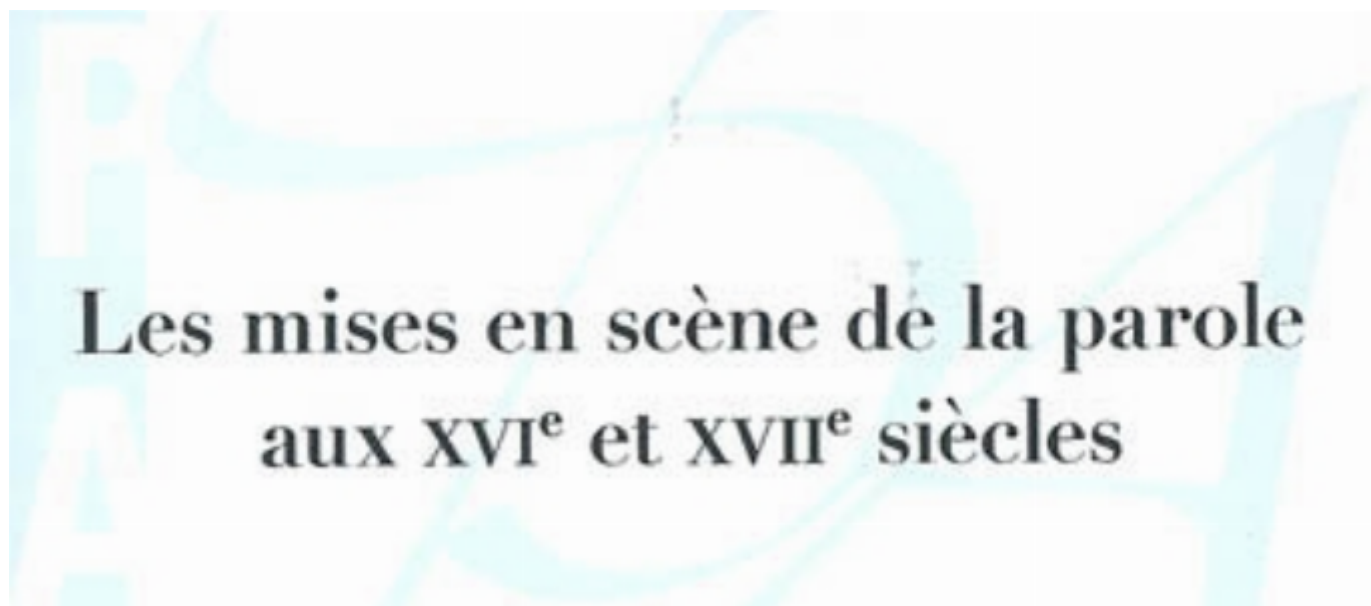 Les mises en scène de la parole
aux XVIᵉ et XVIIᵉ siècles